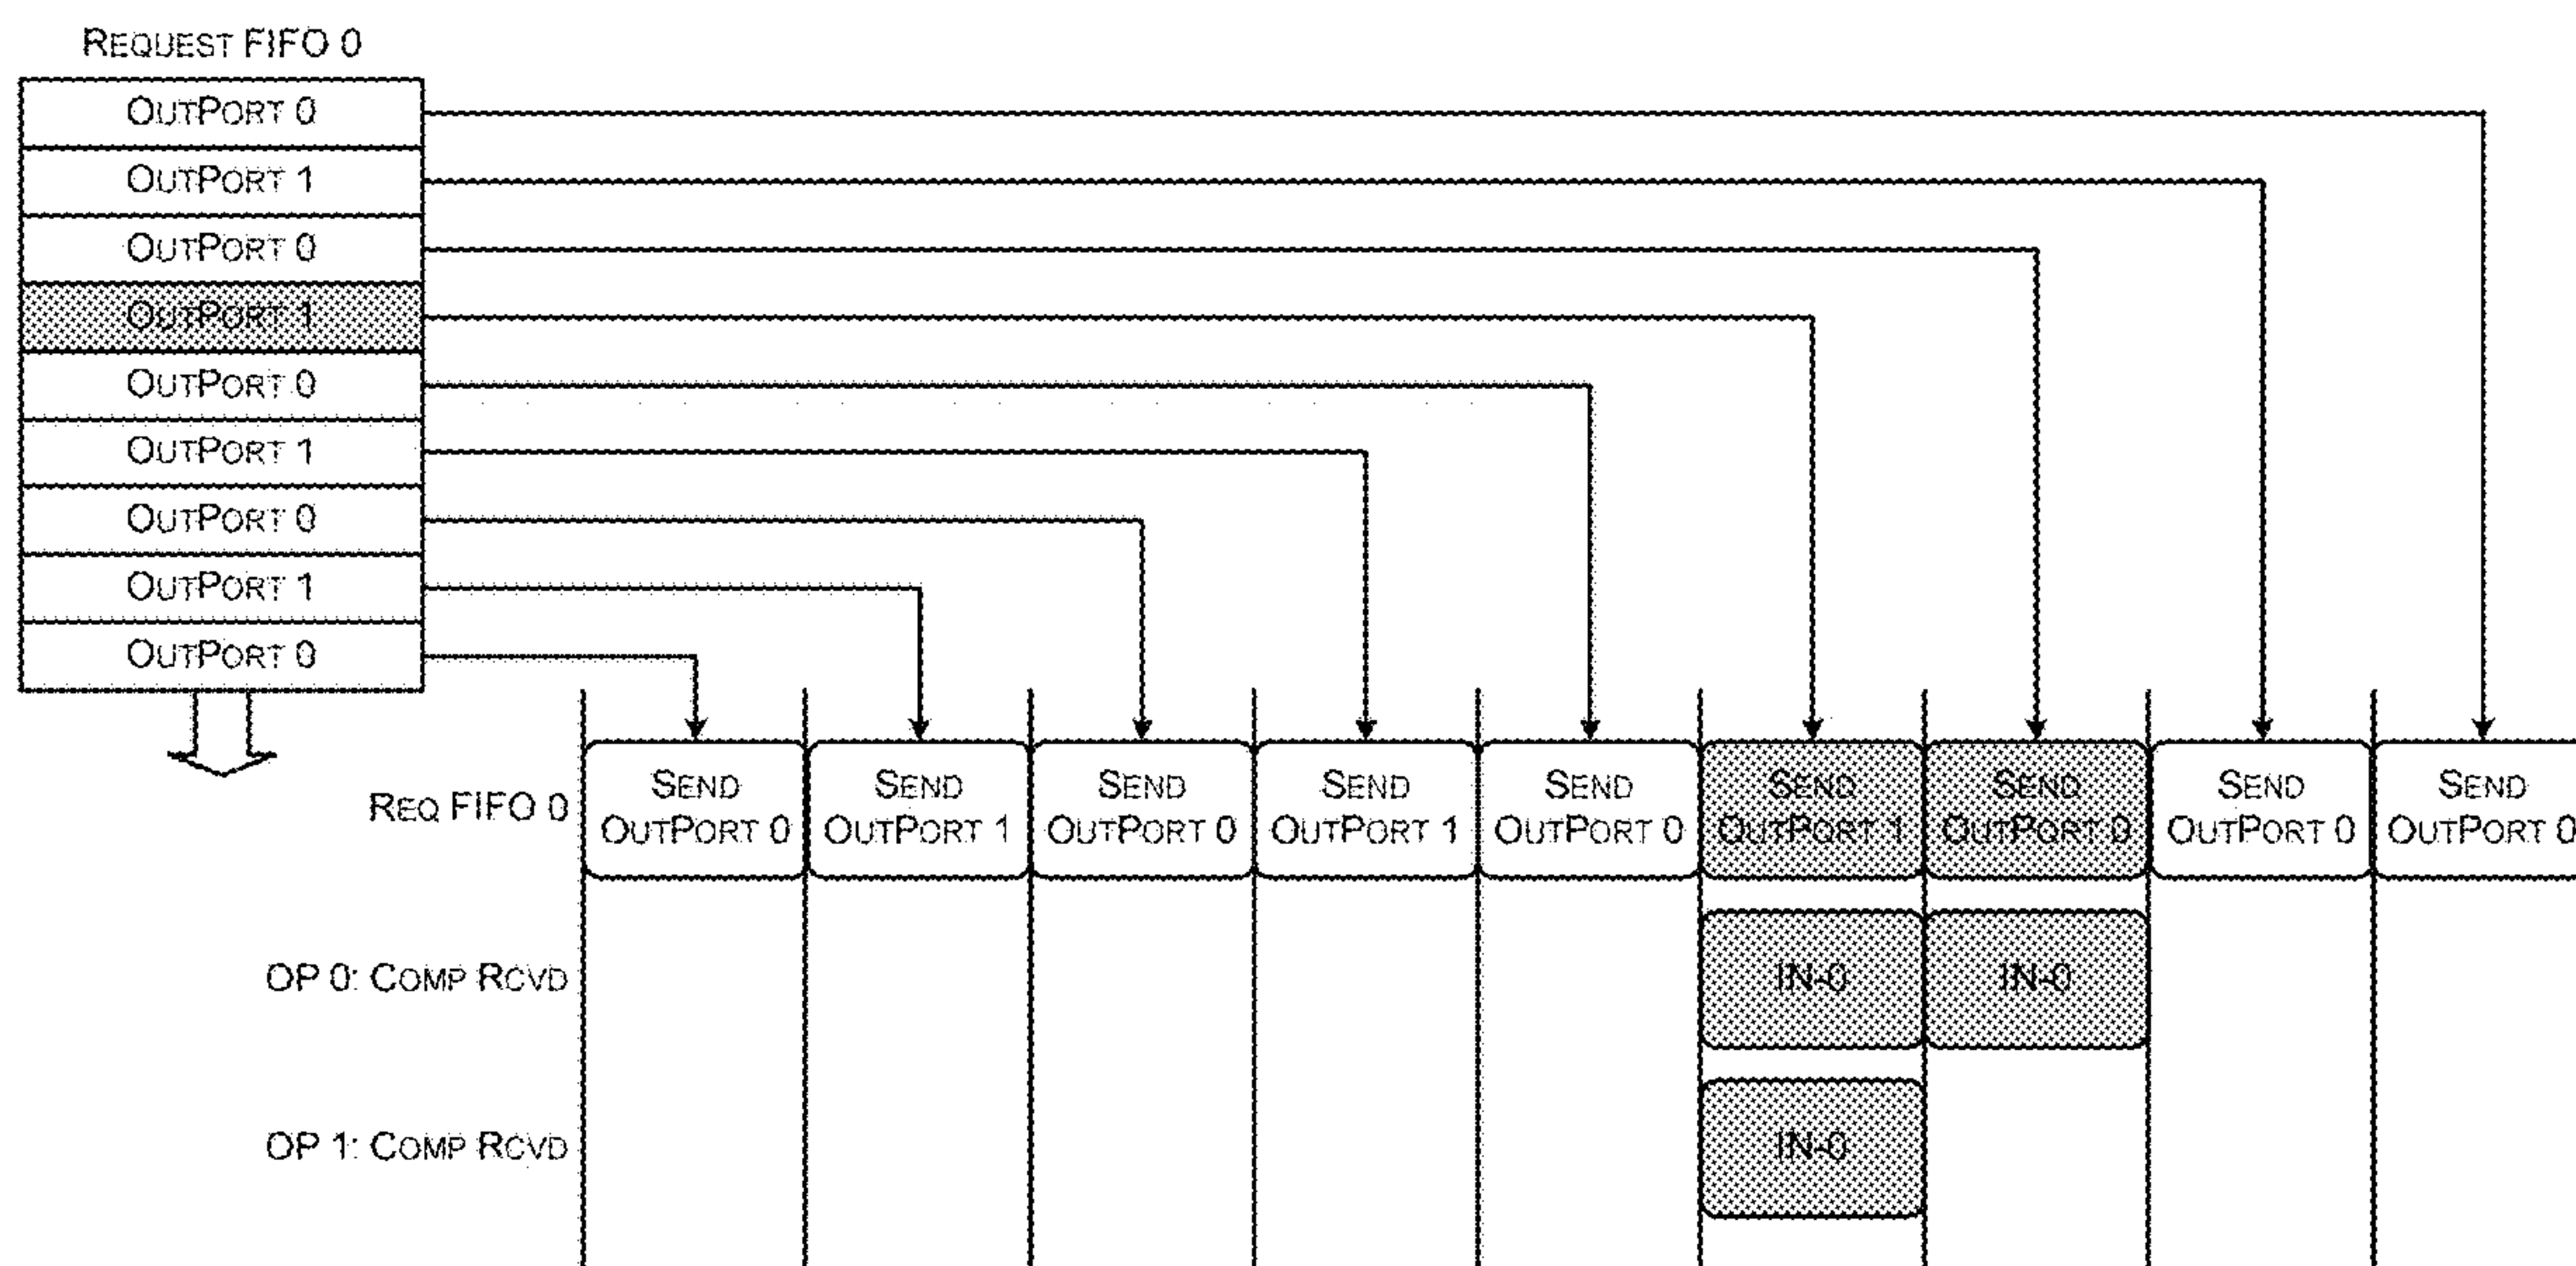 REQUEST FIFO 0
OUTPORT 0
OUTPORT 1
OUTPORT 0
OUTPORT 1
OUTPORT 0
OUTPORT 1
OUTPORT 0
OUTPORT 1
OUTPORT 0
REQ FIFO 0
SEND
OUTPORT 0
SEND
OUTPORT 1
SEND
OUTPORT 0
SEND
OUTPORT 1
SEND
OUTPORT 0
SEND
OUTPORT 1
SEND
OUTPORT 0
SEND
OUTPORT 0
SEND
OUTPORT 0
OP 0: COMP RCVD
IN-0
IN-0
OP 1: COMP RCVD
IN-0